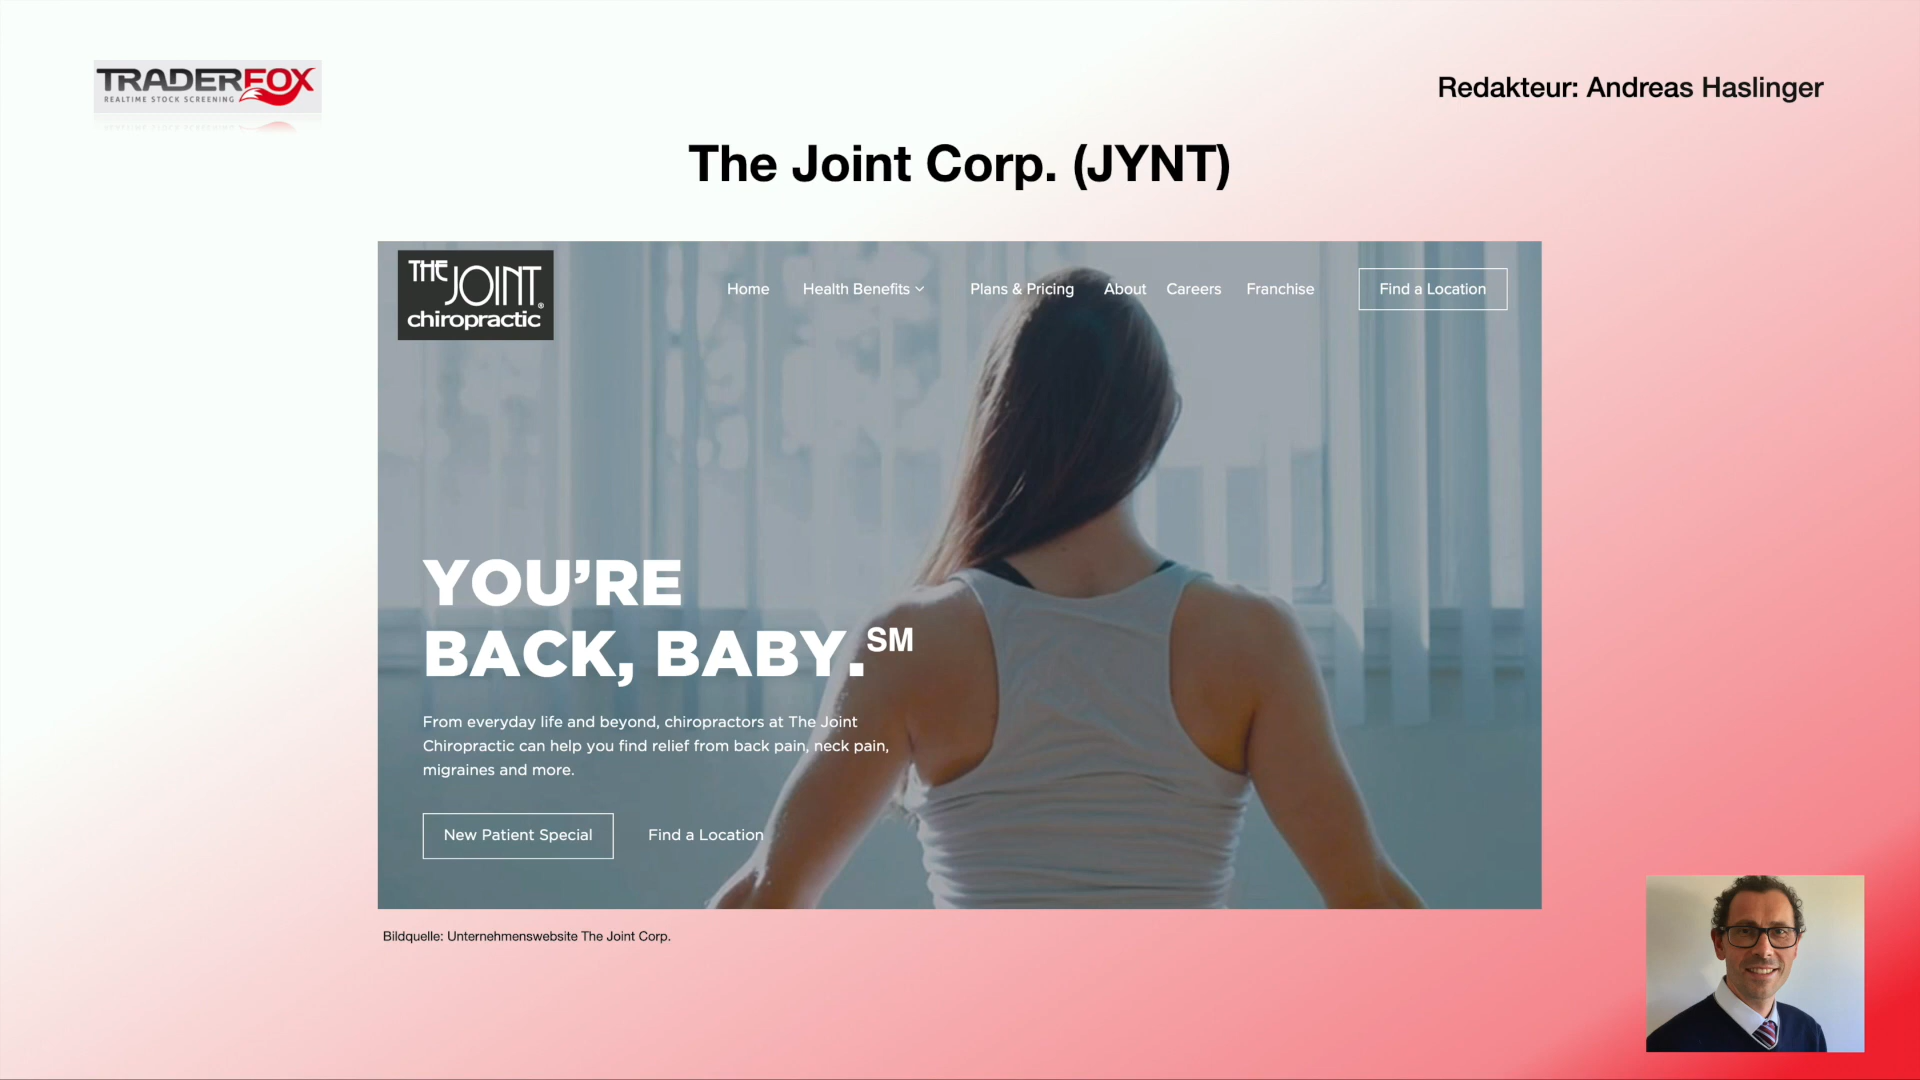 TRADERFOX
REALTIME STOCK SCREENING
Redakteur: Andreas Haslinger
The Joint Corp. (JYNT)
THE JOINT®
chiropractic
Home Health Benefits Plans & Pricing About Careers Franchise Find a Location
YOU’RE
BACK, BABY.SM
From everyday life and beyond, chiropractors at The Joint
Chiropractic can help you find relief from back pain, neck pain,
migraines and more.
New Patient Special Find a Location
Bildquelle: Unternehmenswebsite The Joint Corp.